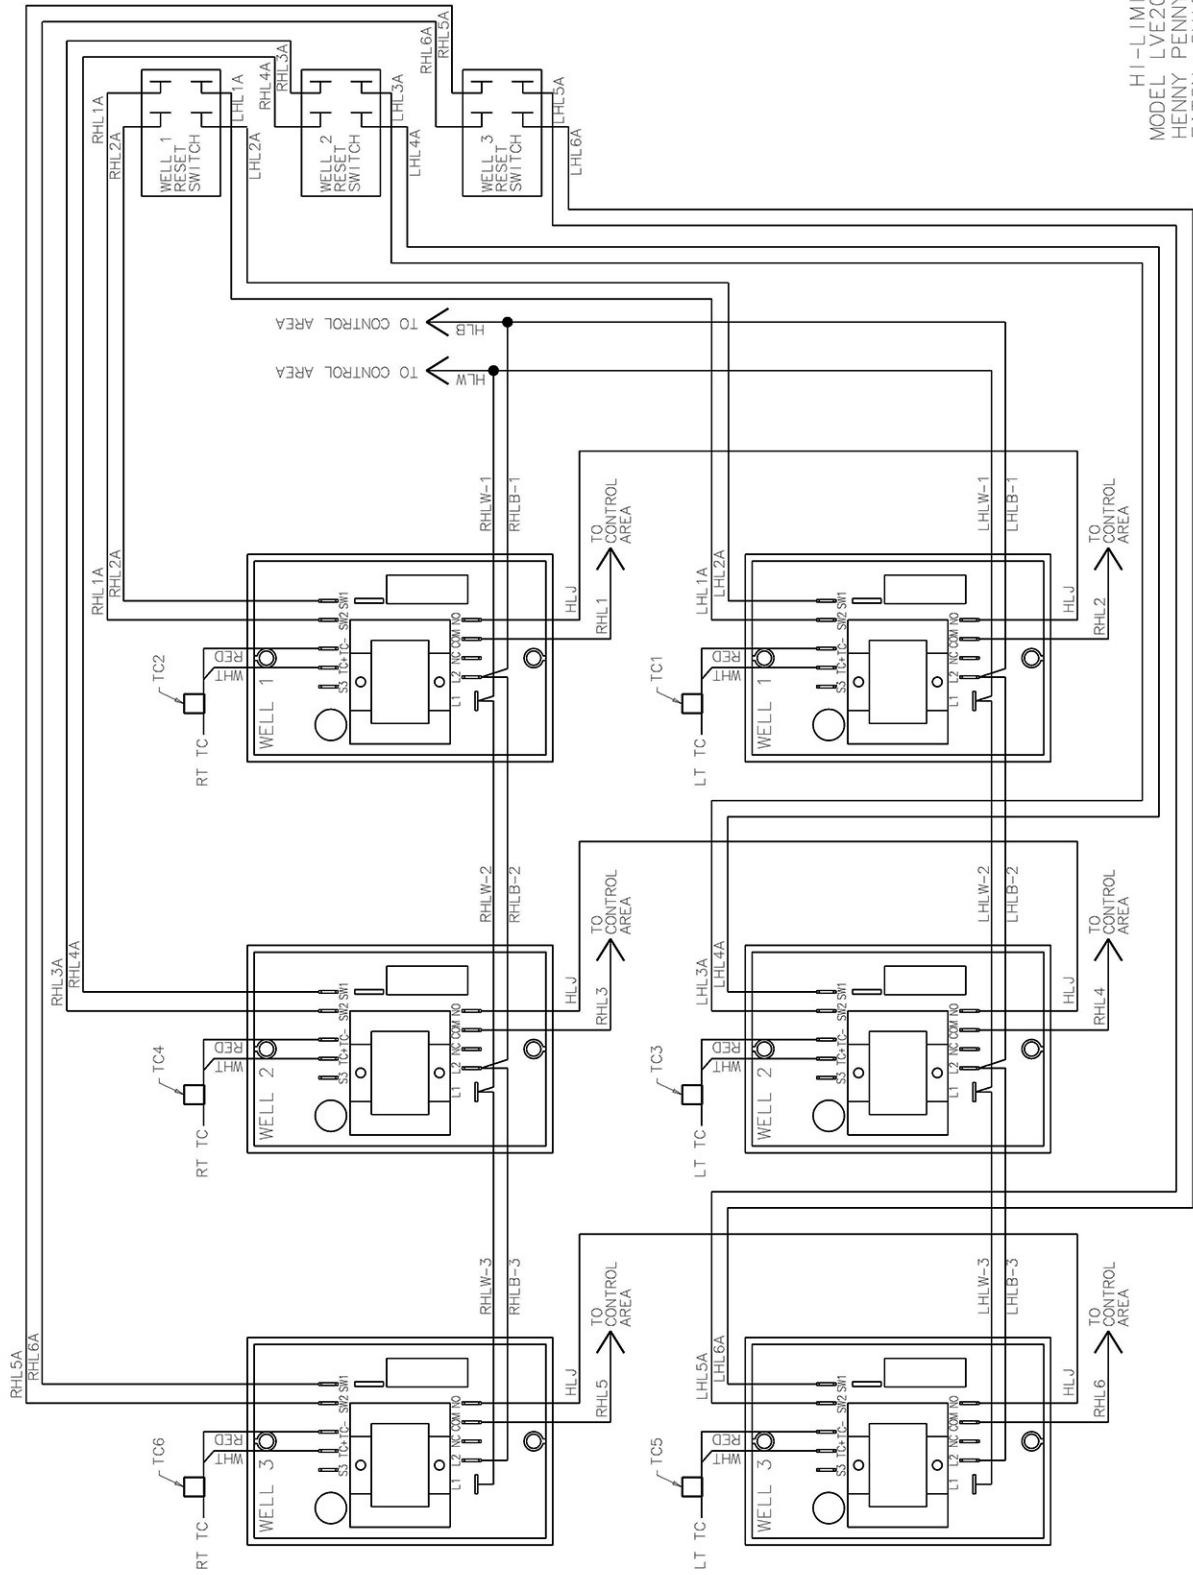 RHL1A
RHL2A
WELL 1
RESET
SWITCH
LHL1A
LHL2A
RHL4A
RHL3A
WELL 2
RESET
SWITCH
LHL3A
LHL4A
RHL6A
RHL5A
WELL 3
RESET
SWITCH
LHL5A
LHL6A
HI-LIMI
MODEL LVE20
HENNY PENNY
TO CONTROL AREA
HLB
TO CONTROL AREA
HLW
RHL5A
RHL6A
TC6
RT TC
WHT
RED
WELL 3
S3 TC+ TC- SW2 SW1
L1 L2 NC COM NO
RHLW-3
RHLB-3
HLJ
RHL5
TO
CONTROL
AREA
RHL3A
RHL4A
TC4
RT TC
WHT
RED
WELL 2
S3 TC+ TC- SW2 SW1
L1 L2 NC COM NO
RHLW-2
RHLB-2
HLJ
RHL3
TO
CONTROL
AREA
RHL1A
RHL2A
TC2
RT TC
WHT
RED
WELL 1
S3 TC+ TC- SW2 SW1
L1 L2 NC COM NO
RHLW-1
RHLB-1
HLJ
RHL1
TO
CONTROL
AREA
LHL5A
LHL6A
TC5
LT TC
WHT
RED
WELL 3
S3 TC+ TC- SW2 SW1
L1 L2 NC COM NO
LHLW-3
LHLB-3
HLJ
RHL6
TO
CONTROL
AREA
LHL3A
LHL4A
TC3
LT TC
WHT
RED
WELL 2
S3 TC+ TC- SW2 SW1
L1 L2 NC COM NO
LHLW-2
LHLB-2
HLJ
RHL4
TO
CONTROL
AREA
LHL1A
LHL2A
TC1
LT TC
WHT
RED
WELL 1
S3 TC+ TC- SW2 SW1
L1 L2 NC COM NO
LHLW-1
LHLB-1
HLJ
RHL2
TO
CONTROL
AREA